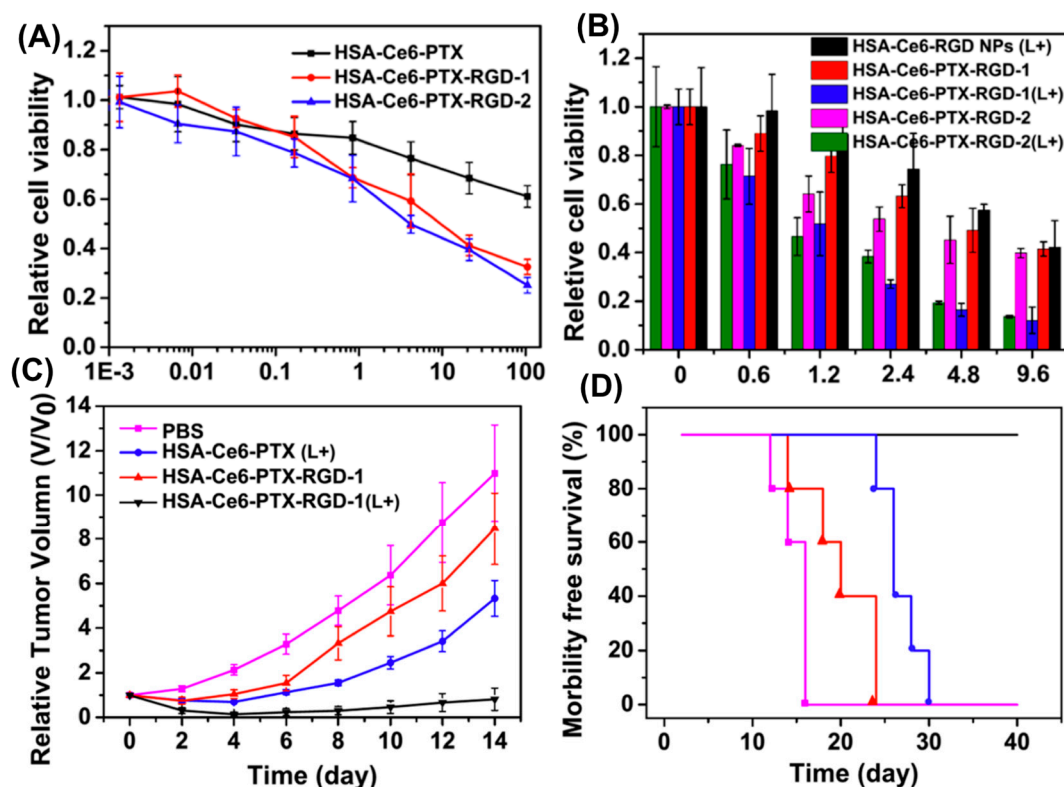 (A)
HSA-Ce6-PTX
HSA-Ce6-PTX-RGD-1
HSA-Ce6-PTX-RGD-2
Relative cell viability
1.2
1.0
0.8
0.6
0.4
0.2
0.0
1E-3 0.01 0.1 1 10 100
(B)
HSA-Ce6-RGD NPs (L+)
HSA-Ce6-PTX-RGD-1
HSA-Ce6-PTX-RGD-1(L+)
HSA-Ce6-PTX-RGD-2
HSA-Ce6-PTX-RGD-2(L+)
Reletive cell viability
1.2
1.0
0.8
0.6
0.4
0.2
0.0
0 0.6 1.2 2.4 4.8 9.6
(C)
PBS
HSA-Ce6-PTX (L+)
HSA-Ce6-PTX-RGD-1
HSA-Ce6-PTX-RGD-1(L+)
Relative Tumor Volumn (V/V0)
14
12
10
8
6
4
2
1
0
0 2 4 6 8 10 12 14
Time (day)
(D)
Morbility free survival (%)
100
80
60
40
20
0
0 10 20 30 40
Time (day)